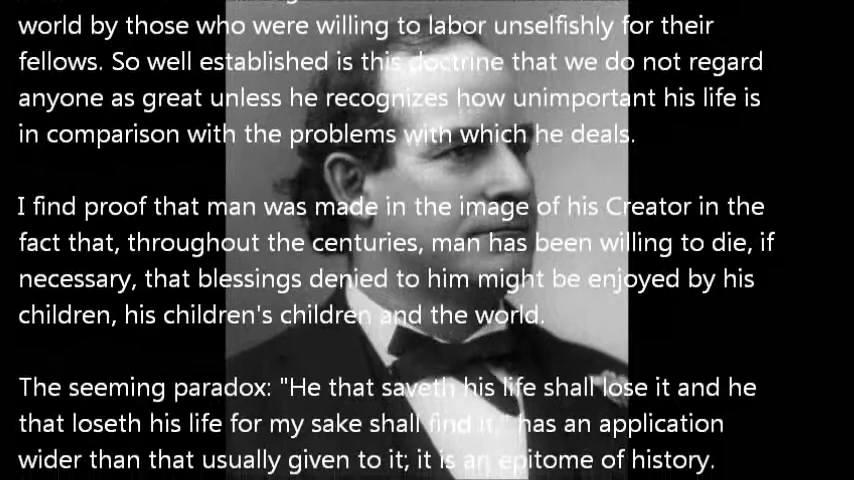 world by those who were willing to labor unselfishly for their
fellows. So well established is this doctrine that we do not regard
anyone as great unless he recognizes how unimportant his life is
in comparison with the problems with which he deals.
I find proof that man was made in the image of his Creator in the
fact that, throughout the centuries, man has been willing to die, if
necessary, that blessings denied to him might be enjoyed by his
children, his children's children and the world.
The seeming paradox: "He that saveth his life shall lose it and he
that loseth his life for my sake shall find it," has an application
wider than that usually given to it; it is an epitome of history.